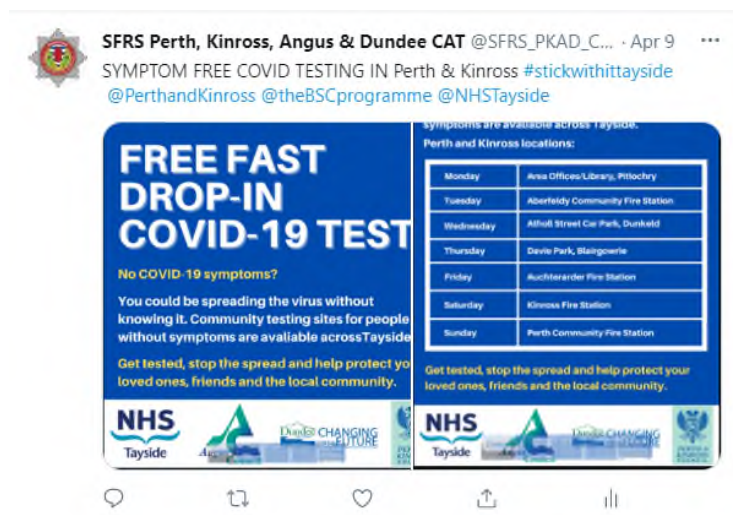 SFRS Perth, Kinross, Angus & Dundee CAT @SFRS_PKAD_C... · Apr 9
SYMPTOM FREE COVID TESTING IN Perth & Kinross #stickwithittayside
@PerthandKinross @theBSCprogramme @NHSTayside
FREE FAST
DROP-IN
COVID-19 TEST
No COVID-19 symptoms?
You could be spreading the virus without
knowing it. Community testing sites for people
without symptoms are avaliable acrossTayside
Get tested, stop the spread and help protect yo
loved ones, friends and the local community.
NHS
Tayside
Dundee CHANGING
FUTURE
symptoms are available across Tayside.
Perth and Kinross locations:
Monday Area Offices/Library, Pitlochry
Tuesday Aberfeldy Community Fire Station
Wednesday Atholl Street Car Park, Dunkeld
Thursday Davie Park, Blairgowrie
Friday Auchterarder Fire Station
Saturday Kinross Fire Station
Sunday Perth Community Fire Station
Get tested, stop the spread and help protect your
loved ones, friends and the local community.
NHS
Tayside
Dundee CHANGING
FUTURE